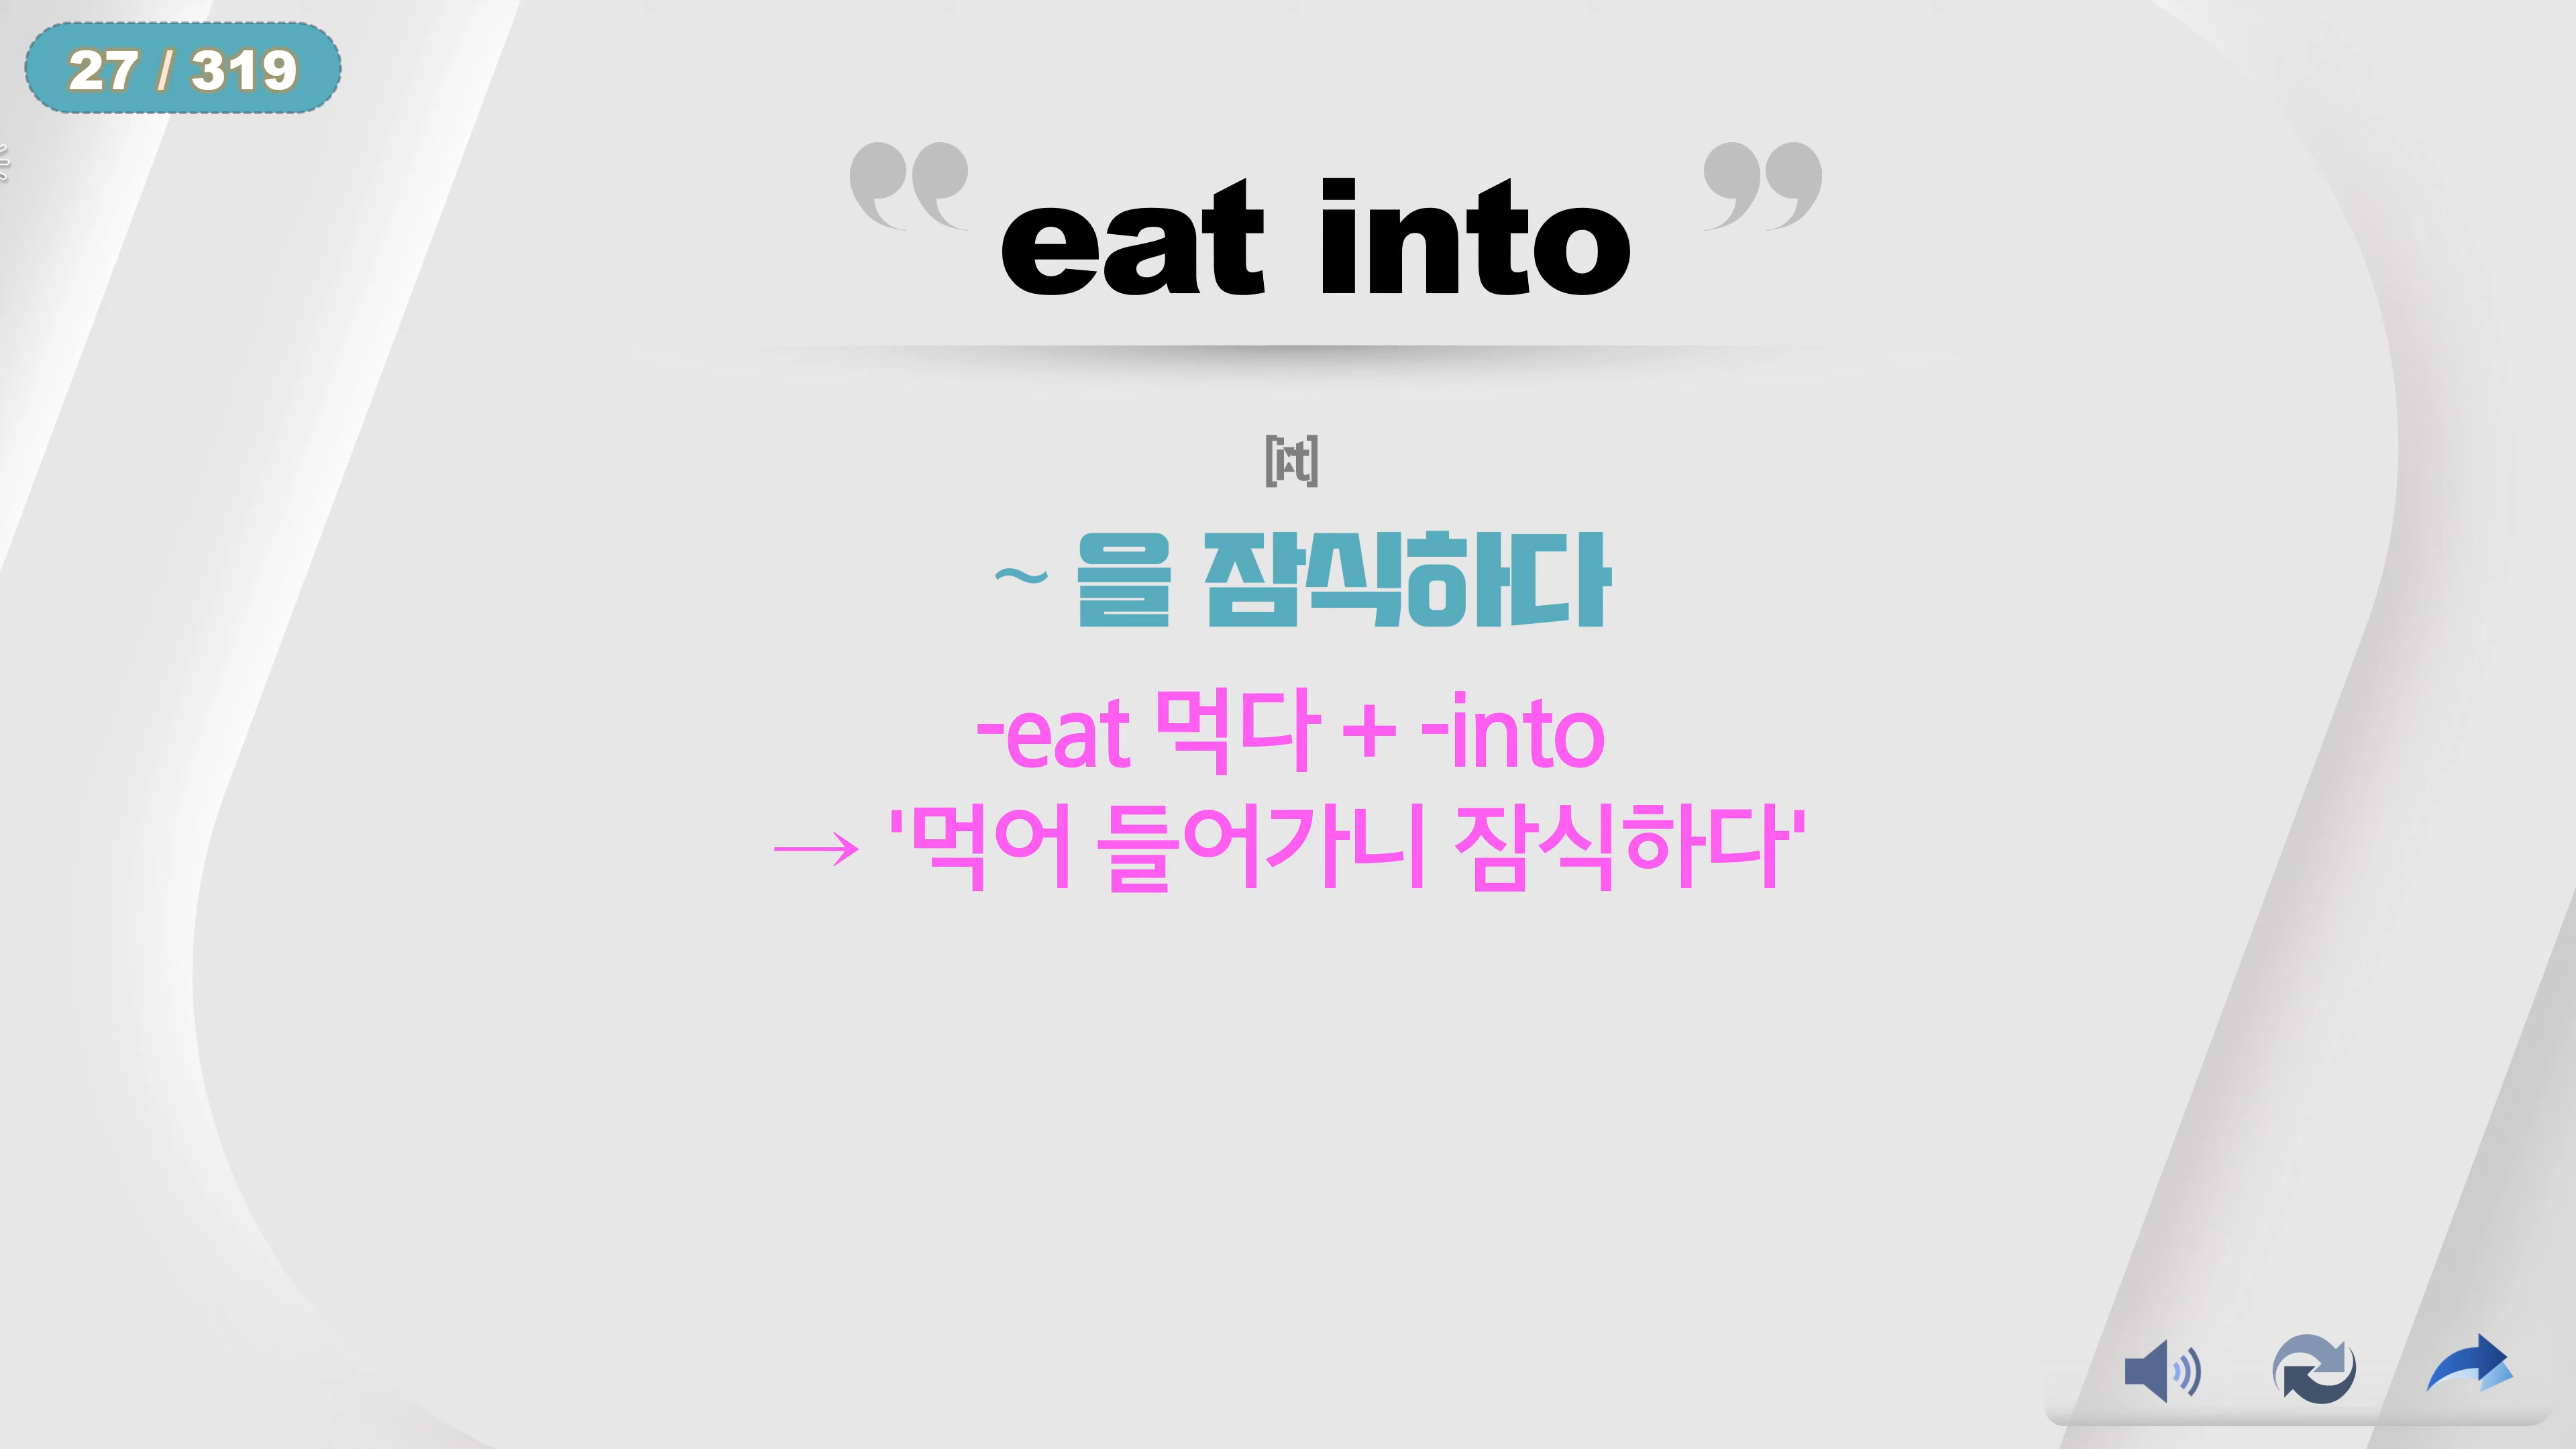 27 / 319
eat into
[iːt]
~ 을 잠식하다
-eat 먹다 + -into
→ '먹어 들어가니 잠식하다'